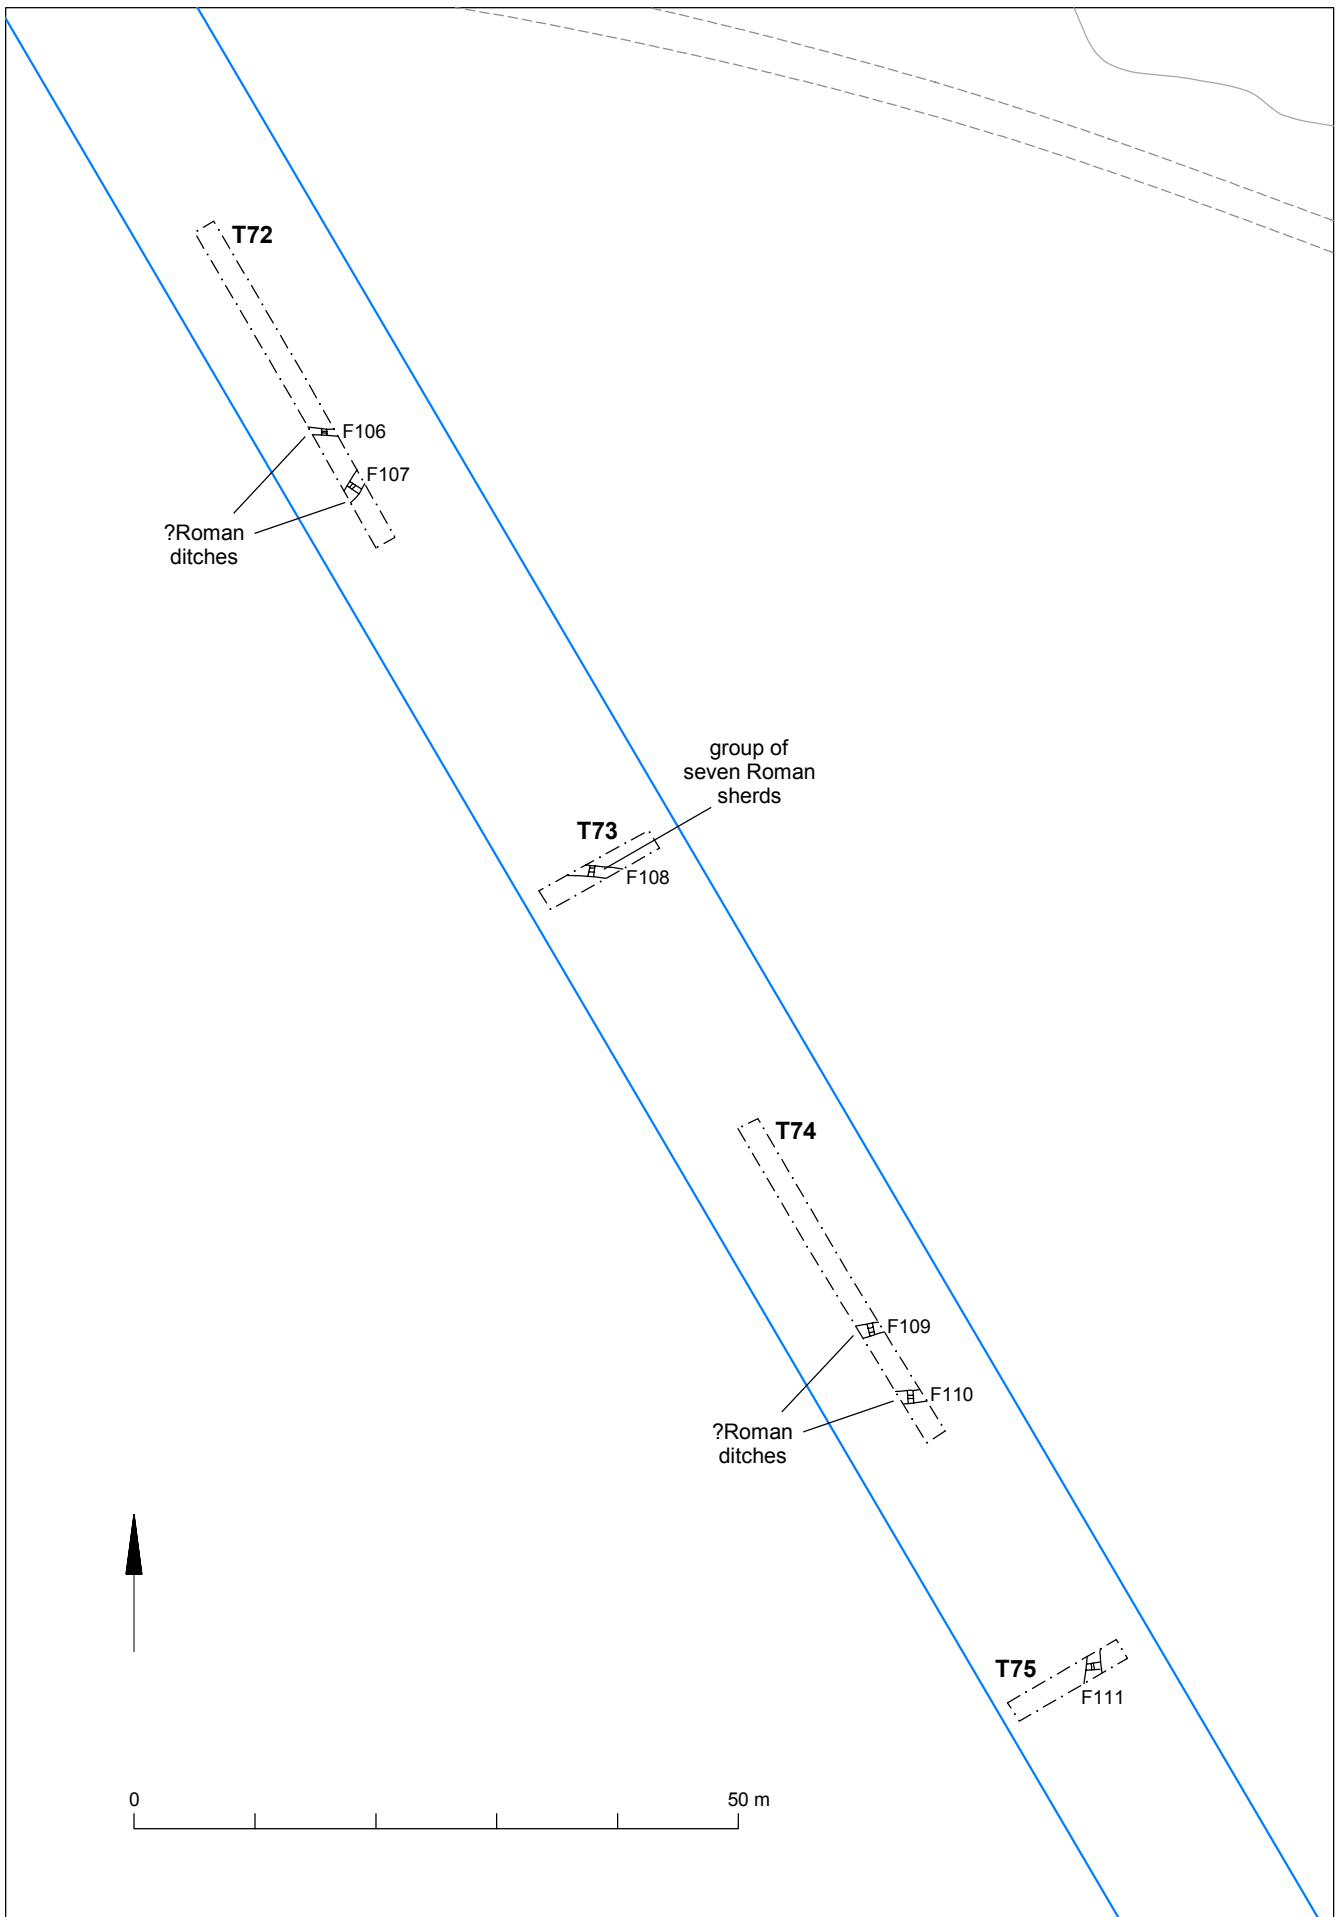 T72
F106
F107
?Roman
ditches
group of
seven Roman
sherds
T73
F108
T74
F109
F110
?Roman
ditches
T75
F111
0
50 m